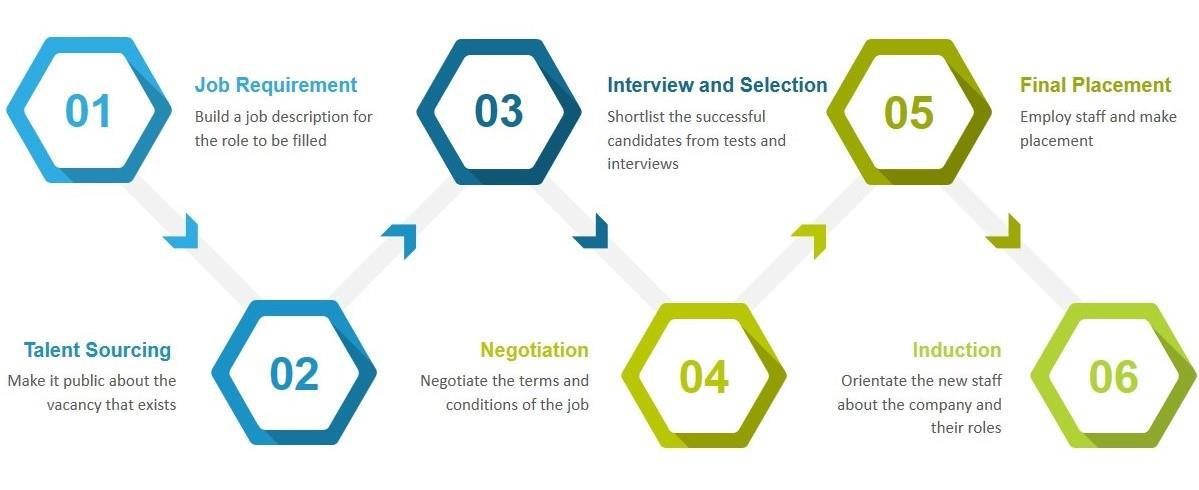 01
Job Requirement
Build a job description for
the role to be filled
02
Talent Sourcing
Make it public about the
vacancy that exists
03
Interview and Selection
Shortlist the successful
candidates from tests and
interviews
04
Negotiation
Negotiate the terms and
conditions of the job
05
Final Placement
Employ staff and make
placement
06
Induction
Orientate the new staff
about the company and
their roles